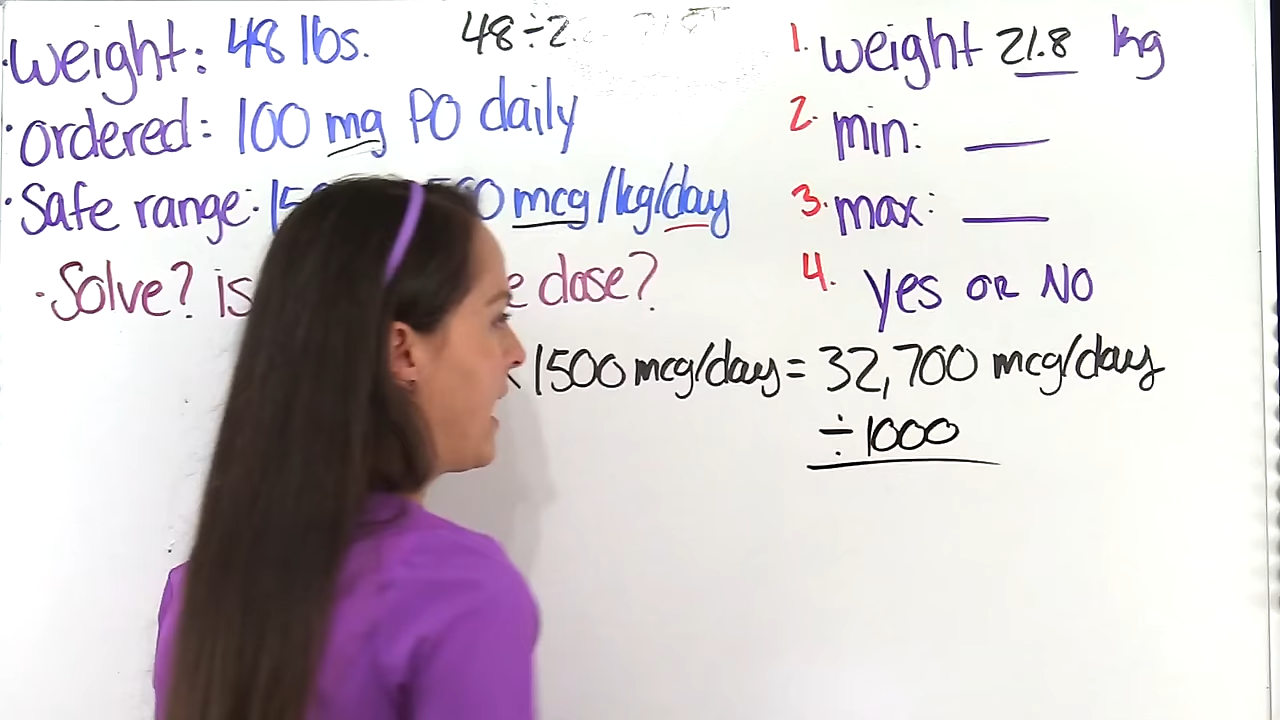 Weight: 48 lbs. 48÷2
Ordered: 100 mg PO daily
Safe range: mcg/kg/day
Solve? is dose?
1. weight 21.8 kg
2. min:
3. max:
4. Yes OR NO
1500 mcg/day = 32,700 mcg/day
÷1000